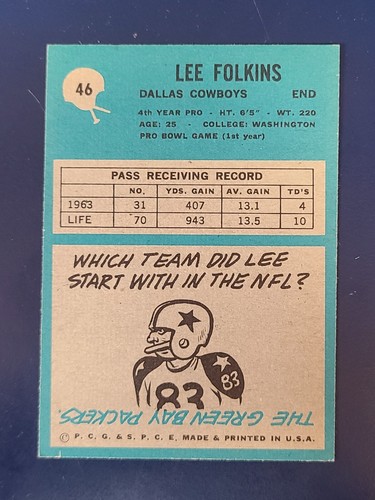 46
LEE FOLKINS
DALLAS COWBOYS END
4th YEAR PRO - HT. 6'5" - WT. 220
AGE: 25 - COLLEGE: WASHINGTON
PRO BOWL GAME (1st year)
PASS RECEIVING RECORD
NO. YDS. GAIN AV. GAIN TD'S
1963 31 407 13.1 4
LIFE 70 943 13.5 10
WHICH TEAM DID LEE
START WITH IN THE NFL?
83
83
THE GREEN BAY PACKERS.
© P. C. G. & S. P. C. E. MADE & PRINTED IN U.S.A.